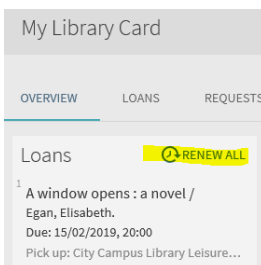 My Library Card
OVERVIEW LOANS REQUESTS
Loans RENEW ALL
1
A window opens : a novel /
Egan, Elisabeth.
Due: 15/02/2019, 20:00
Pick up: City Campus Library Leisure...